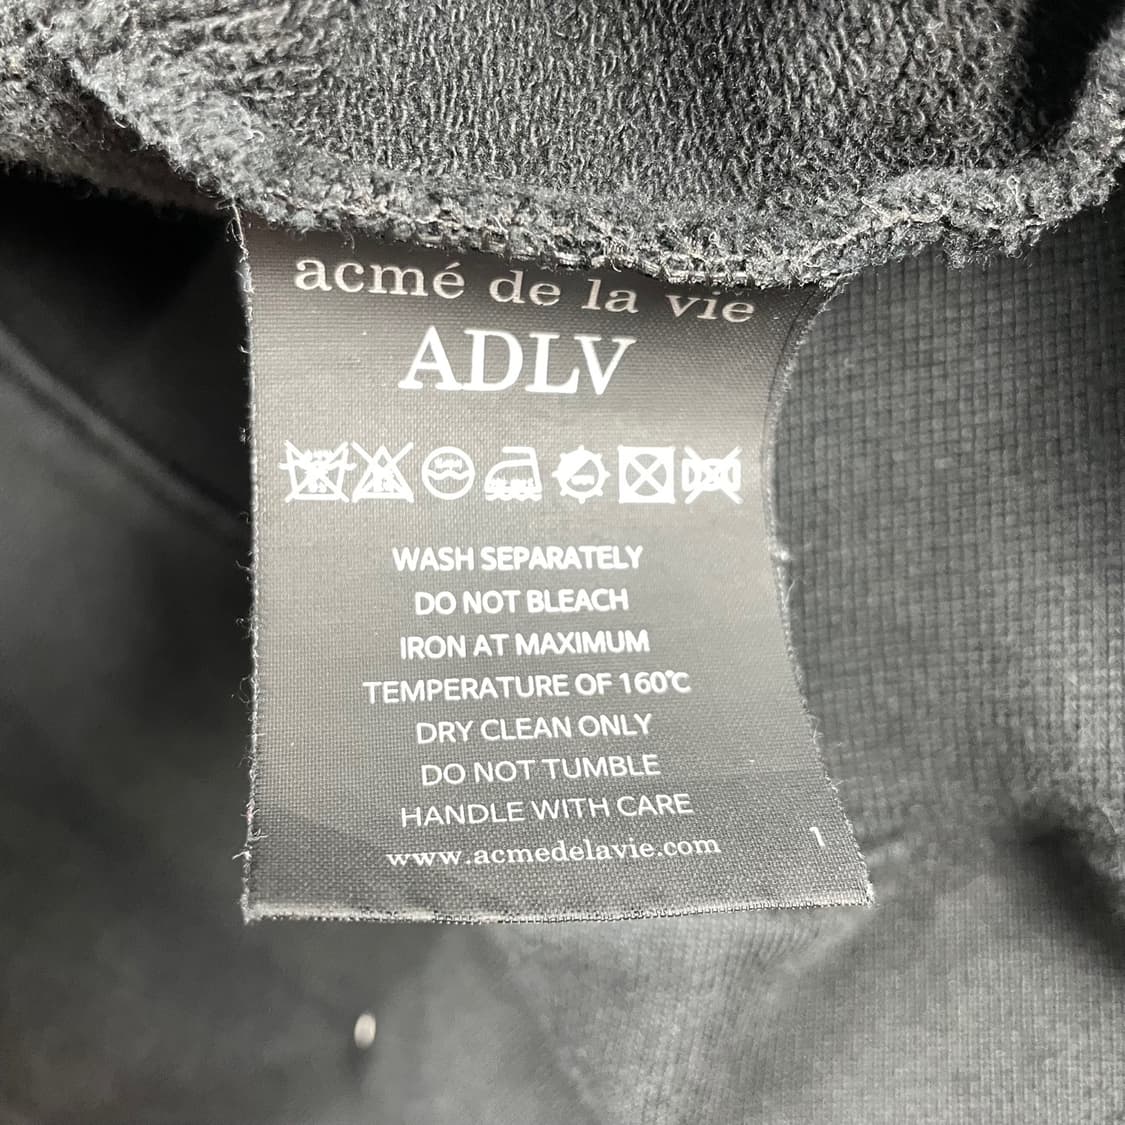 acmé de la vie
ADLV
WASH SEPARATELY
DO NOT BLEACH
IRON AT MAXIMUM
TEMPERATURE OF 160℃
DRY CLEAN ONLY
DO NOT TUMBLE
HANDLE WITH CARE
www.acmedelavie.com
1